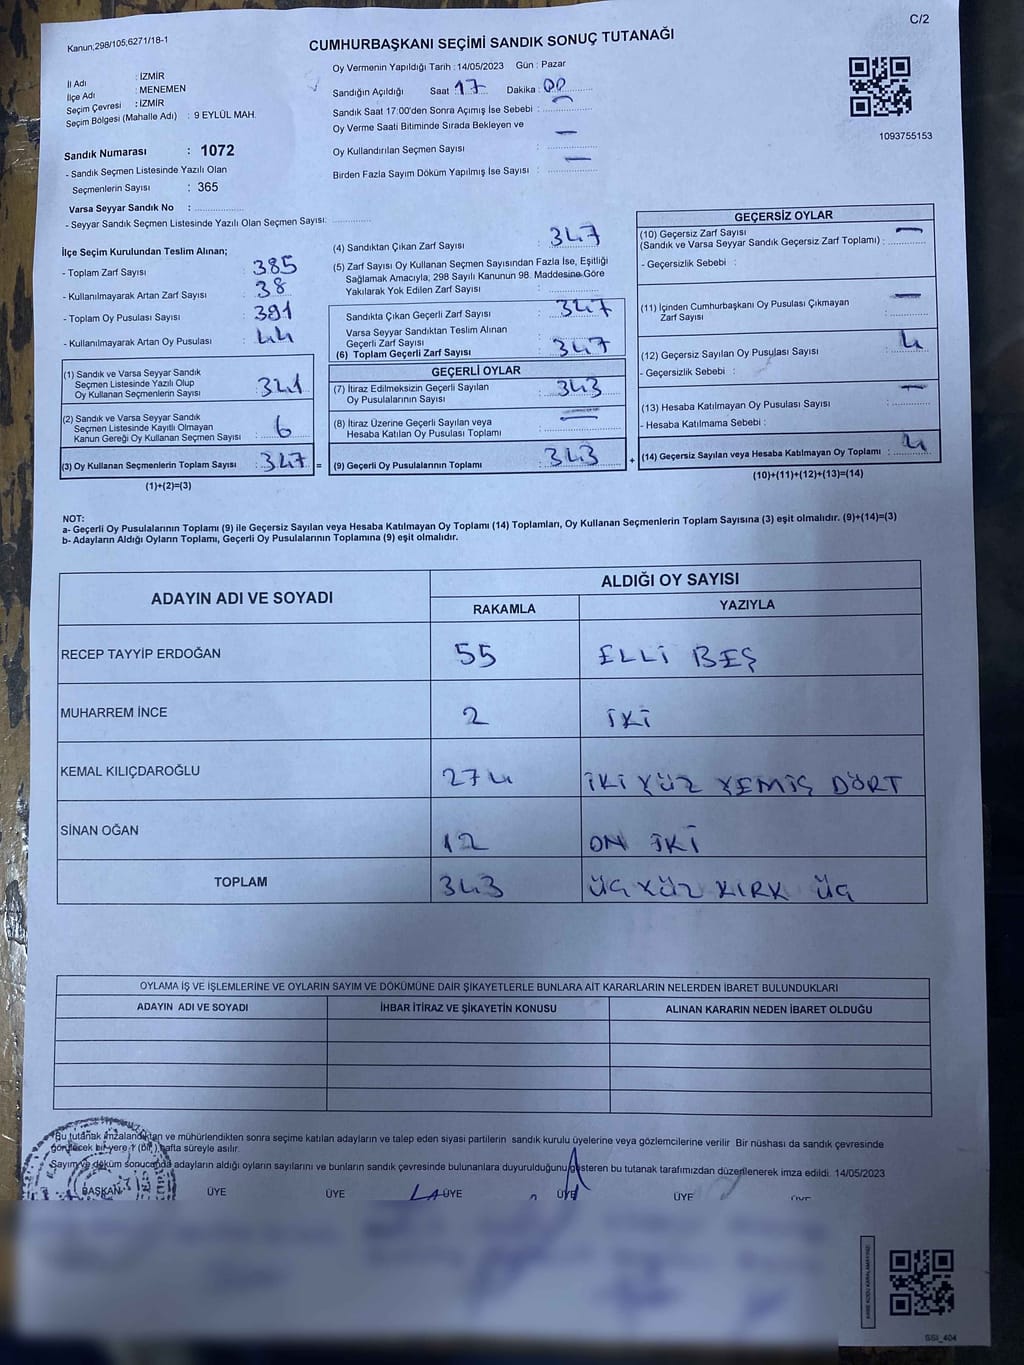 C/2
Kanun;298/105;6271/18-1
CUMHURBAŞKANI SEÇİMİ SANDIK SONUÇ TUTANAĞI
İl Adı : İZMİR
İlçe Adı : MENEMEN
Seçim Çevresi : İZMİR
Seçim Bölgesi (Mahalle Adı) : 9 EYLÜL MAH.
Oy Vermenin Yapıldığı Tarih :14/05/2023 Gün : Pazar
Sandığın Açıldığı Saat 17 Dakika : 00
Sandık Saat 17:00'den Sonra Açımış İse Sebebi :
Oy Verme Saati Bitiminde Sırada Bekleyen ve
Oy Kullandırılan Seçmen Sayısı : —
Birden Fazla Sayım Döküm Yapılmış İse Sayısı : —
1093755153
Sandık Numarası : 1072
- Sandık Seçmen Listesinde Yazılı Olan
Seçmenlerin Sayısı : 365
Varsa Seyyar Sandık No :
- Seyyar Sandık Seçmen Listesinde Yazılı Olan Seçmen Sayısı:
İlçe Seçim Kurulundan Teslim Alınan;
- Toplam Zarf Sayısı : 385
- Kullanılmayarak Artan Zarf Sayısı : 38
- Toplam Oy Pusulası Sayısı : 391
- Kullanılmayarak Artan Oy Pusulası : 44
(1) Sandık ve Varsa Seyyar Sandık
Seçmen Listesinde Yazılı Olup
Oy Kullanan Seçmenlerin Sayısı : 341
(2) Sandık ve Varsa Seyyar Sandık
Seçmen Listesinde Kayıtlı Olmayan
Kanun Gereği Oy Kullanan Seçmen Sayısı : 6
(3) Oy Kullanan Seçmenlerin Toplam Sayısı : 347 =
(1)+(2)=(3)
(4) Sandıktan Çıkan Zarf Sayısı : 347
(5) Zarf Sayısı Oy Kullanan Seçmen Sayısından Fazla İse, Eşitliği
Sağlamak Amacıyla, 298 Sayılı Kanunun 98. Maddesine Göre
Yakılarak Yok Edilen Zarf Sayısı :
Sandıkta Çıkan Geçerli Zarf Sayısı : 347
Varsa Seyyar Sandıktan Teslim Alınan
Geçerli Zarf Sayısı :
(6) Toplam Geçerli Zarf Sayısı : 347
GEÇERLİ OYLAR
(7) İtiraz Edilmeksizin Geçerli Sayılan
Oy Pusulalarının Sayısı : 343
(8) İtiraz Üzerine Geçerli Sayılan veya
Hesaba Katılan Oy Pusulası Toplamı : —
(9) Geçerli Oy Pusulalarının Toplamı : 343 +
GEÇERSİZ OYLAR
(10) Geçersiz Zarf Sayısı
(Sandık ve Varsa Seyyar Sandık Geçersiz Zarf Toplamı) : —
- Geçersizlik Sebebi :
(11) İçinden Cumhurbaşkanı Oy Pusulası Çıkmayan
Zarf Sayısı : —
(12) Geçersiz Sayılan Oy Pusulası Sayısı : 4
- Geçersizlik Sebebi :
(13) Hesaba Katılmayan Oy Pusulası Sayısı : —
- Hesaba Katılmama Sebebi :
(14) Geçersiz Sayılan veya Hesaba Katılmayan Oy Toplamı : 4
(10)+(11)+(12)+(13)=(14)
NOT:
a- Geçerli Oy Pusulalarının Toplamı (9) ile Geçersiz Sayılan veya Hesaba Katılmayan Oy Toplamı (14) Toplamları, Oy Kullanan Seçmenlerin Toplam Sayısına (3) eşit olmalıdır. (9)+(14)=(3)
b- Adayların Aldığı Oyların Toplamı, Geçerli Oy Pusulalarının Toplamına (9) eşit olmalıdır.
ADAYIN ADI VE SOYADI
ALDIĞI OY SAYISI
RAKAMLA YAZIYLA
RECEP TAYYİP ERDOĞAN 55 ELLİ BEŞ
MUHARREM İNCE 2 İKİ
KEMAL KILIÇDAROĞLU 274 İKİ YÜZ YEMİŞ DÖRT
SİNAN OĞAN 12 ON İKİ
TOPLAM 343 ÜÇ YÜZ KIRK ÜÇ
OYLAMA İŞ VE İŞLEMLERİNE VE OYLARIN SAYIM VE DÖKÜMÜNE DAİR ŞİKAYETLERLE BUNLARA AİT KARARLARIN NELERDEN İBARET BULUNDUKLARI
ADAYIN ADI VE SOYADI İHBAR İTİRAZ VE ŞİKAYETİN KONUSU ALINAN KARARIN NEDEN İBARET OLDUĞU
Bu tutanak imzalandıktan ve mühürlendikten sonra seçime katılan adayların ve talep eden siyasi partilerin sandık kurulu üyelerine veya gözlemcilerine verilir Bir nüshası da sandık çevresinde
görülecek bir yere 1 (bir) hafta süreyle asılır.
Sayım ve döküm sonucunda adayların aldığı oyların sayılarını ve bunların sandık çevresinde bulunanlara duyurulduğunu gösteren bu tutanak tarafımızdan düzenlenerek imza edildi. 14/05/2023
BAŞKAN ÜYE ÜYE ÜYE ÜYE ÜYE ÜYE
SSI_404